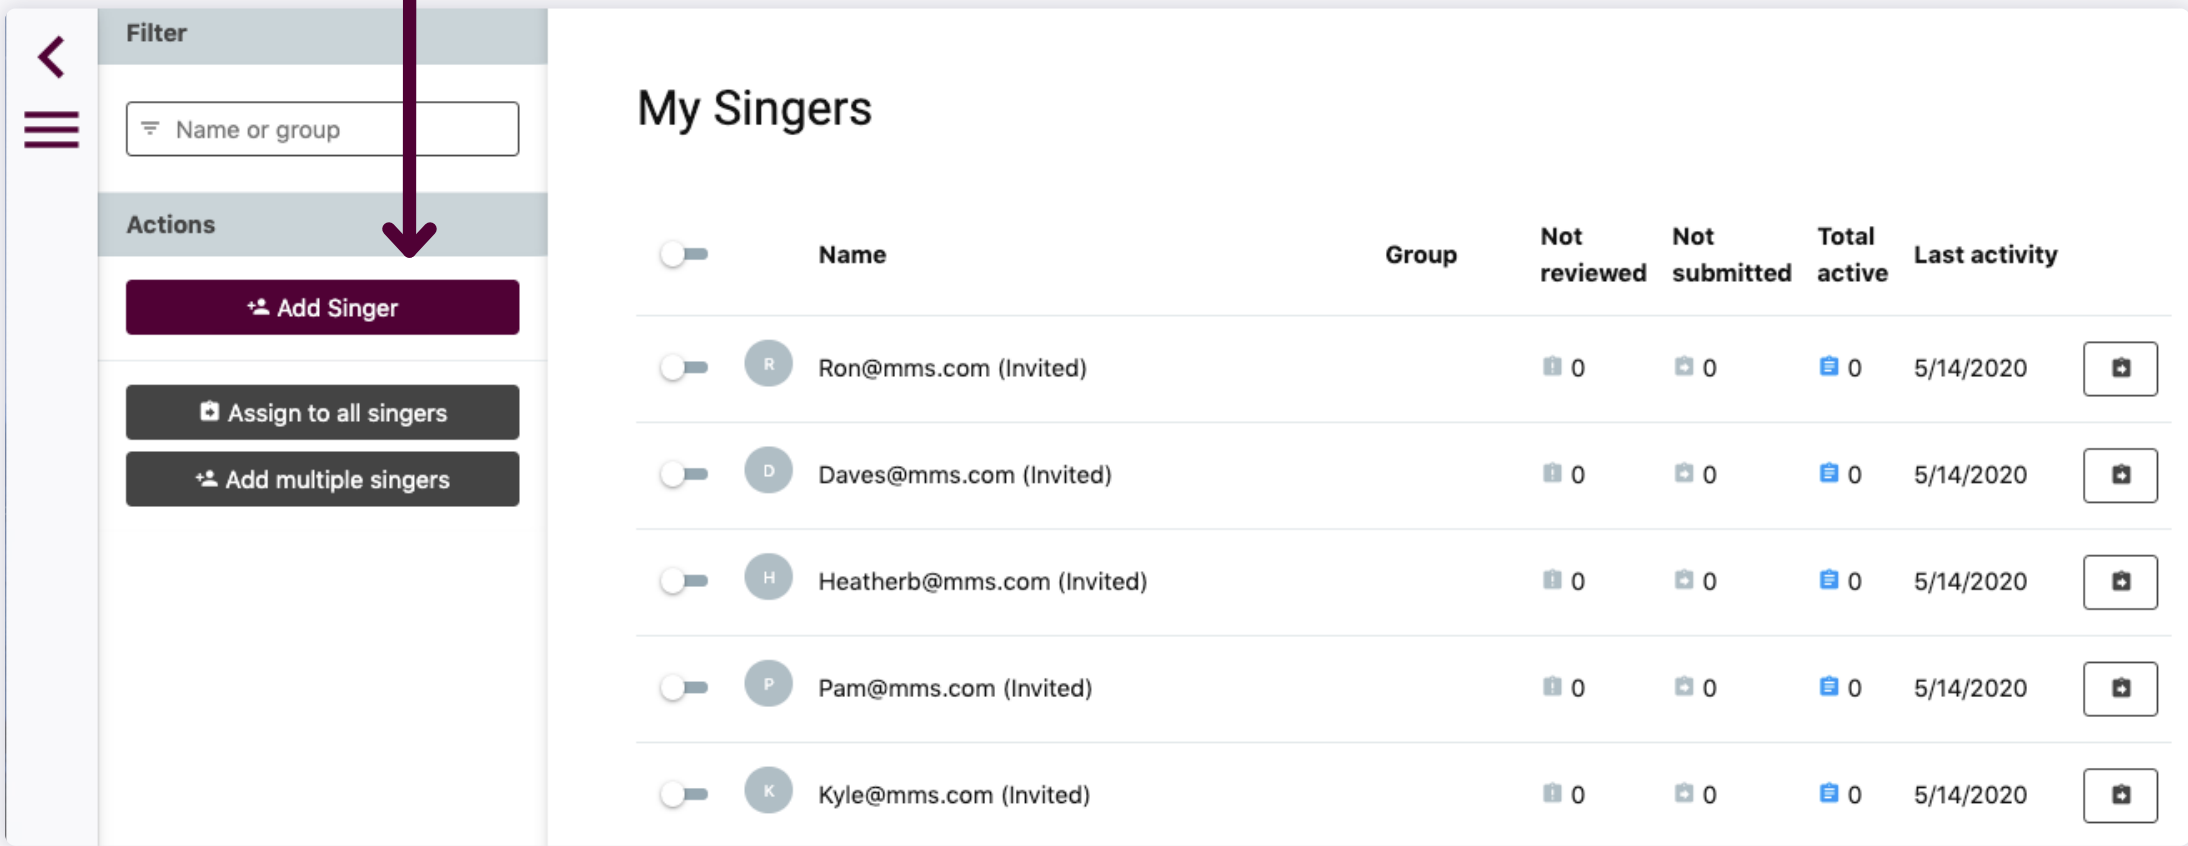 Filter
Name or group
Actions
Add Singer
Assign to all singers
Add multiple singers
My Singers
Name Group Not reviewed Not submitted Total active Last activity
R Ron@mms.com (Invited) 0 0 0 5/14/2020
D Daves@mms.com (Invited) 0 0 0 5/14/2020
H Heatherb@mms.com (Invited) 0 0 0 5/14/2020
P Pam@mms.com (Invited) 0 0 0 5/14/2020
K Kyle@mms.com (Invited) 0 0 0 5/14/2020